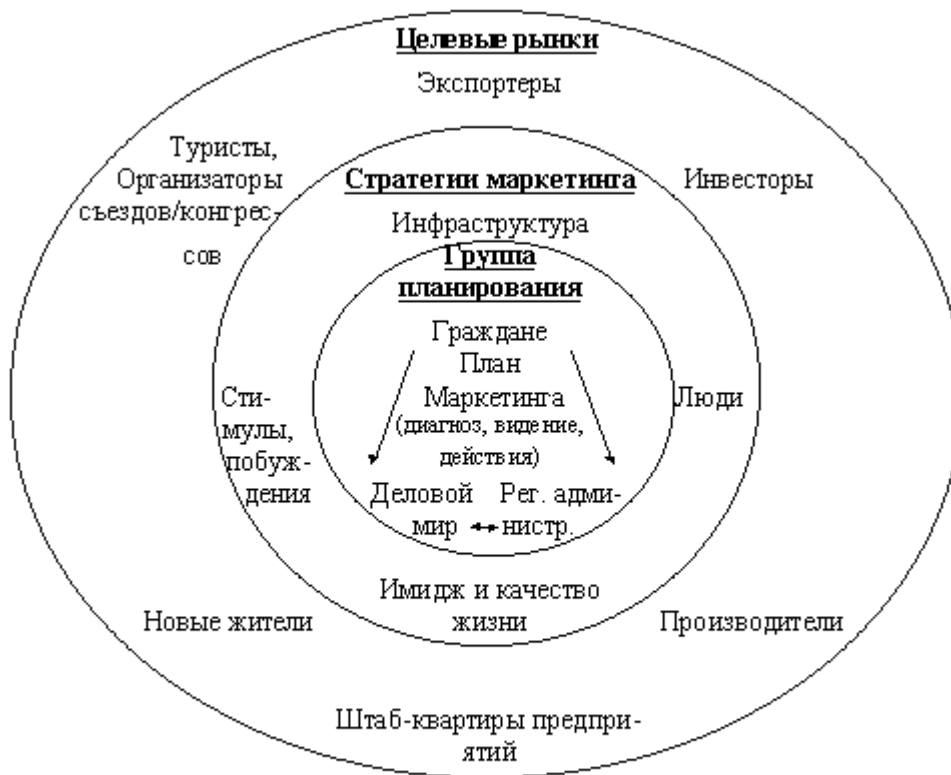 Целевые рынки
Экспортеры
Туристы,
Организаторы
съездов/конгрес-
сов
Инвесторы
Стратегии маркетинга
Инфраструктура
Группа
планирования
Граждане
План
Маркетинга
(диагноз, видение,
действия)
Сти-
мулы,
побуж-
дения
Люди
Деловой
мир
Рег. адми-
нистр.
Имидж и качество
жизни
Новые жители
Производители
Штаб-квартиры предпри-
ятий